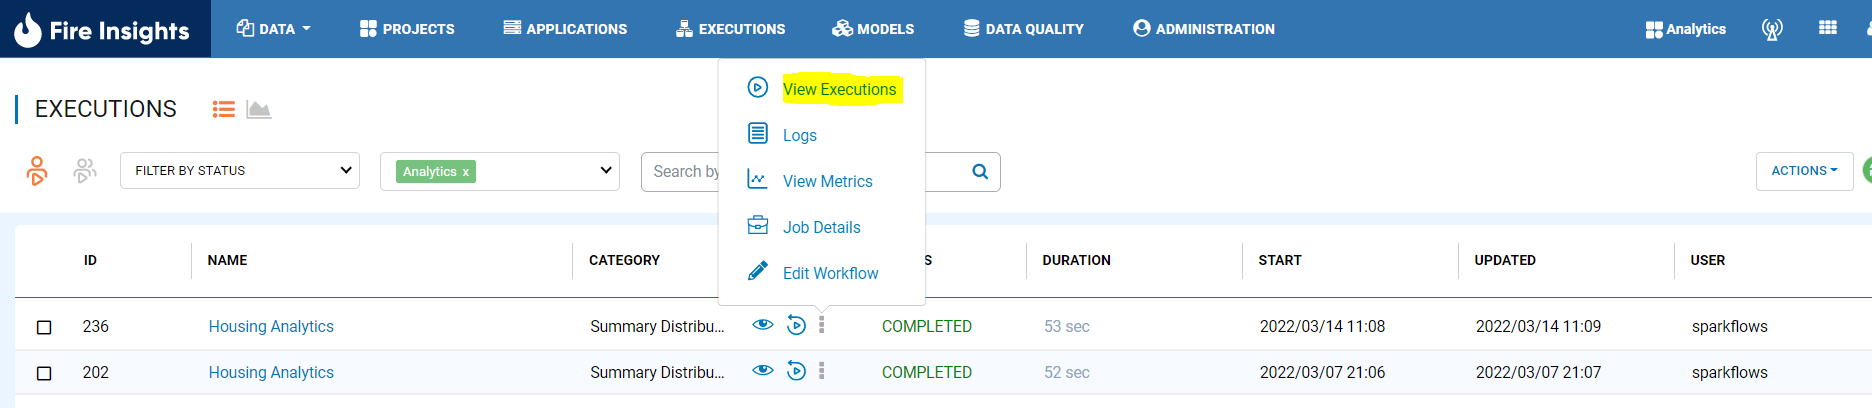 Fire Insights DATA PROJECTS APPLICATIONS EXECUTIONS MODELS DATA QUALITY ADMINISTRATION Analytics
View Executions
EXECUTIONS
Logs
FILTER BY STATUS Analytics x Search by ACTIONS
View Metrics
Job Details
ID NAME CATEGORY S DURATION START UPDATED USER
Edit Workflow
236 Housing Analytics Summary Distribu... COMPLETED 53 sec 2022/03/14 11:08 2022/03/14 11:09 sparkflows
202 Housing Analytics Summary Distribu... COMPLETED 52 sec 2022/03/07 21:06 2022/03/07 21:07 sparkflows